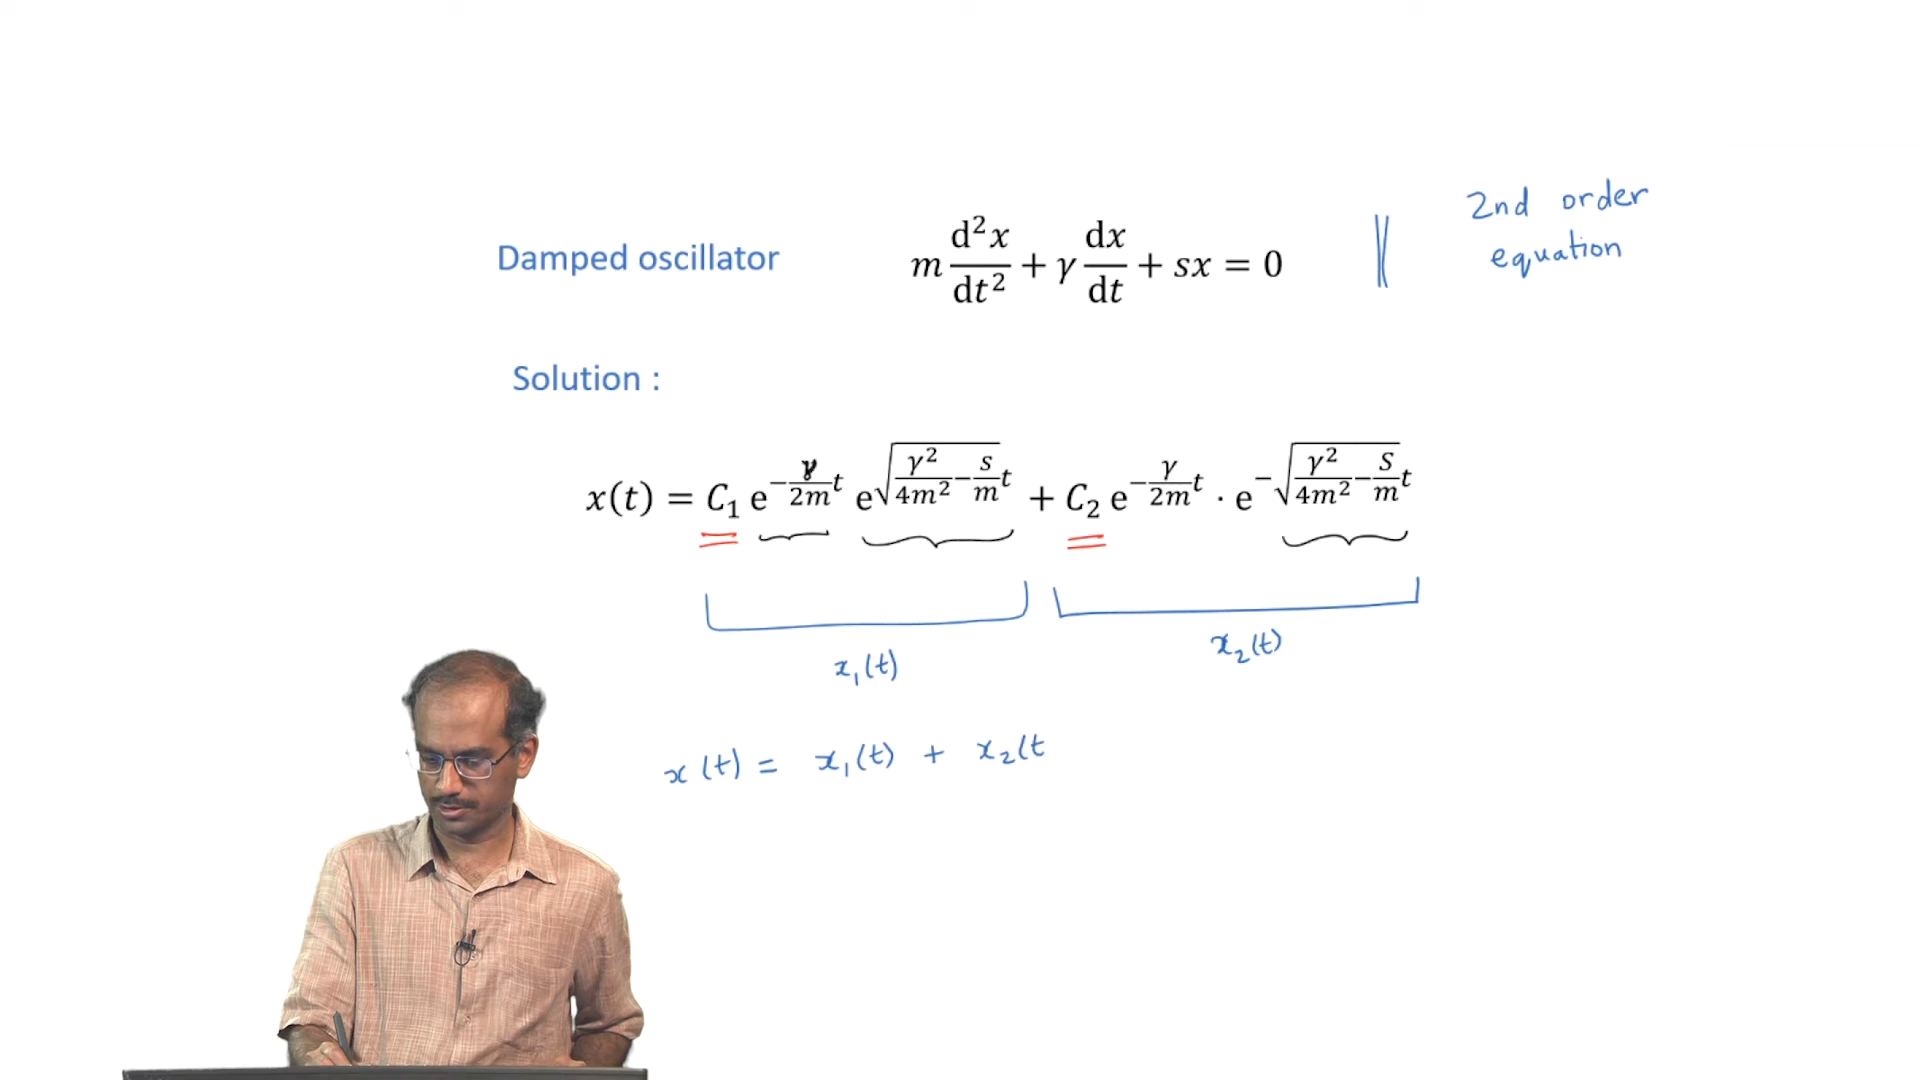 2nd order
equation
Damped oscillator m d²x/dt² + γ dx/dt + sx = 0
Solution :
x(t) = C₁ e^(−(γ/2m)t) e^(√(γ²/4m² − s/m) t) + C₂ e^(−(γ/2m)t) · e^(−√(γ²/4m² − s/m) t)
x₁(t) x₂(t)
x(t) = x₁(t) + x₂(t